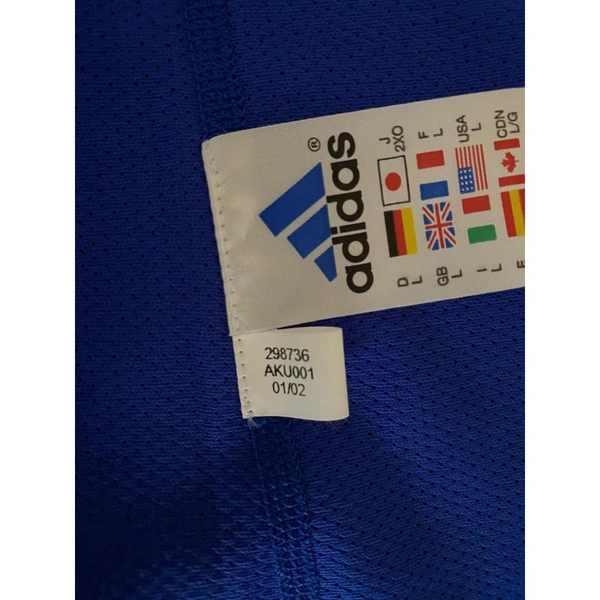 adidas ®
J F USA CDN
2XO L L L/G
D GB I E
L L L L
298736
AKU001
01/02